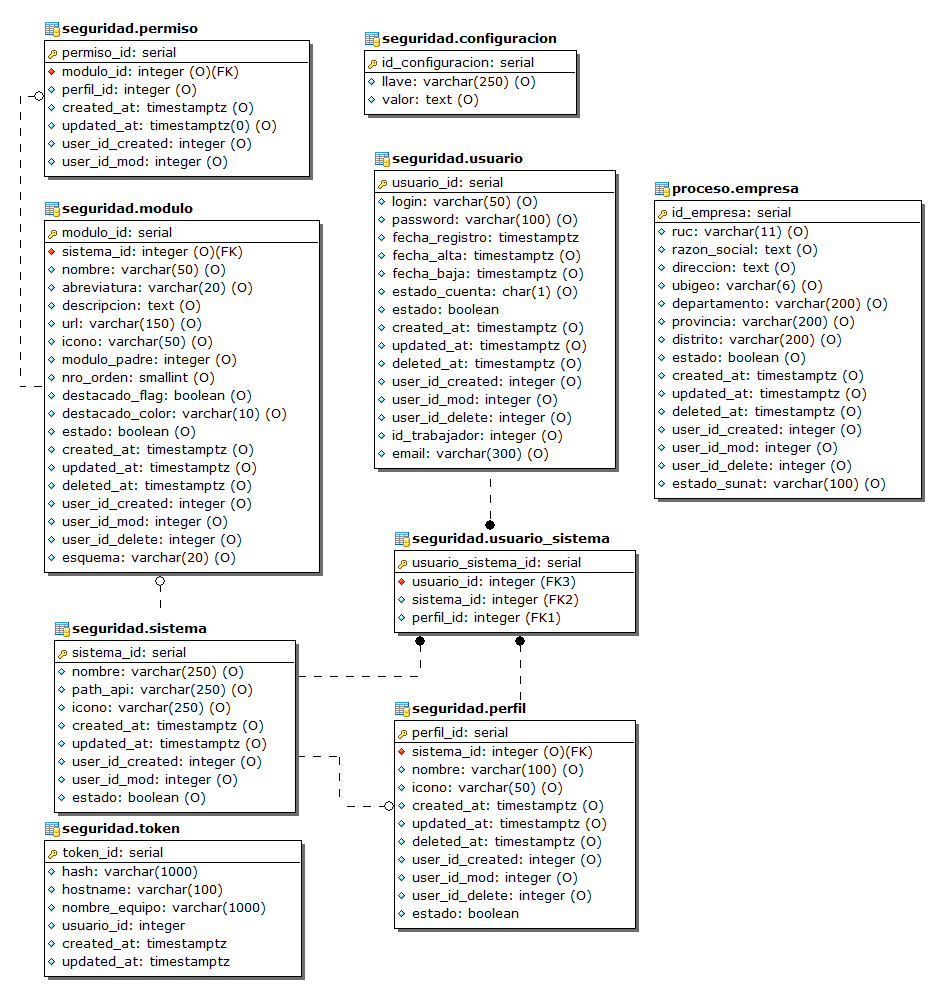 seguridad.permiso
permiso_id: serial
modulo_id: integer (O)(FK)
perfil_id: integer (O)
created_at: timestamptz (O)
updated_at: timestamptz(0) (O)
user_id_created: integer (O)
user_id_mod: integer (O)
seguridad.configuracion
id_configuracion: serial
llave: varchar(250) (O)
valor: text (O)
seguridad.modulo
modulo_id: serial
sistema_id: integer (O)(FK)
nombre: varchar(50) (O)
abreviatura: varchar(20) (O)
descripcion: text (O)
url: varchar(150) (O)
icono: varchar(50) (O)
modulo_padre: integer (O)
nro_orden: smallint (O)
destacado_flag: boolean (O)
destacado_color: varchar(10) (O)
estado: boolean (O)
created_at: timestamptz (O)
updated_at: timestamptz (O)
deleted_at: timestamptz (O)
user_id_created: integer (O)
user_id_mod: integer (O)
user_id_delete: integer (O)
esquema: varchar(20) (O)
seguridad.usuario
usuario_id: serial
login: varchar(50) (O)
password: varchar(100) (O)
fecha_registro: timestamptz
fecha_alta: timestamptz (O)
fecha_baja: timestamptz (O)
estado_cuenta: char(1) (O)
estado: boolean
created_at: timestamptz (O)
updated_at: timestamptz (O)
deleted_at: timestamptz (O)
user_id_created: integer (O)
user_id_mod: integer (O)
user_id_delete: integer (O)
id_trabajador: integer (O)
email: varchar(300) (O)
proceso.empresa
id_empresa: serial
ruc: varchar(11) (O)
razon_social: text (O)
direccion: text (O)
ubigeo: varchar(6) (O)
departamento: varchar(200) (O)
provincia: varchar(200) (O)
distrito: varchar(200) (O)
estado: boolean (O)
created_at: timestamptz (O)
updated_at: timestamptz (O)
deleted_at: timestamptz (O)
user_id_created: integer (O)
user_id_mod: integer (O)
user_id_delete: integer (O)
estado_sunat: varchar(100) (O)
seguridad.usuario_sistema
usuario_sistema_id: serial
usuario_id: integer (FK3)
sistema_id: integer (FK2)
perfil_id: integer (FK1)
seguridad.sistema
sistema_id: serial
nombre: varchar(250) (O)
path_api: varchar(250) (O)
icono: varchar(250) (O)
created_at: timestamptz (O)
updated_at: timestamptz (O)
user_id_created: integer (O)
user_id_mod: integer (O)
estado: boolean (O)
seguridad.perfil
perfil_id: serial
sistema_id: integer (O)(FK)
nombre: varchar(100) (O)
icono: varchar(50) (O)
created_at: timestamptz (O)
updated_at: timestamptz (O)
deleted_at: timestamptz (O)
user_id_created: integer (O)
user_id_mod: integer (O)
user_id_delete: integer (O)
estado: boolean
seguridad.token
token_id: serial
hash: varchar(1000)
hostname: varchar(100)
nombre_equipo: varchar(1000)
usuario_id: integer
created_at: timestamptz
updated_at: timestamptz